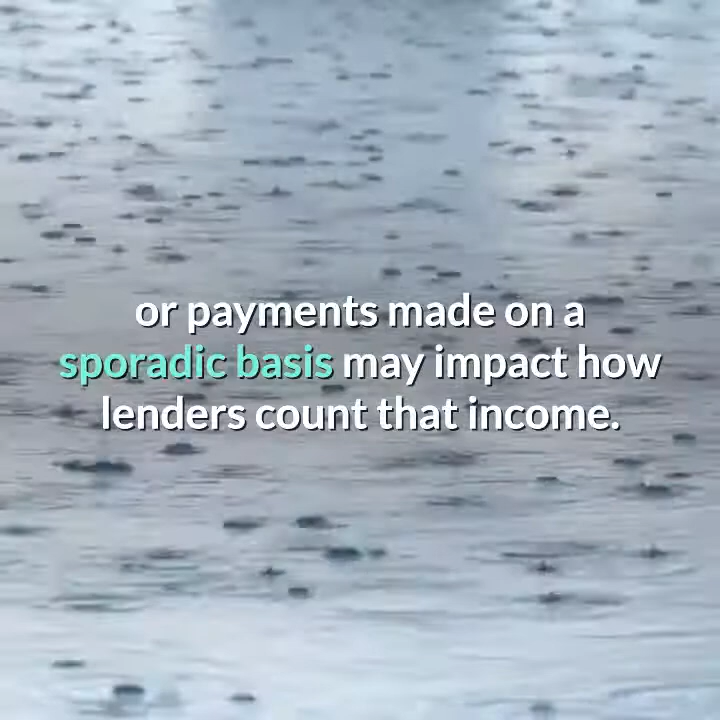 or payments made on a
sporadic basis may impact how
lenders count that income.